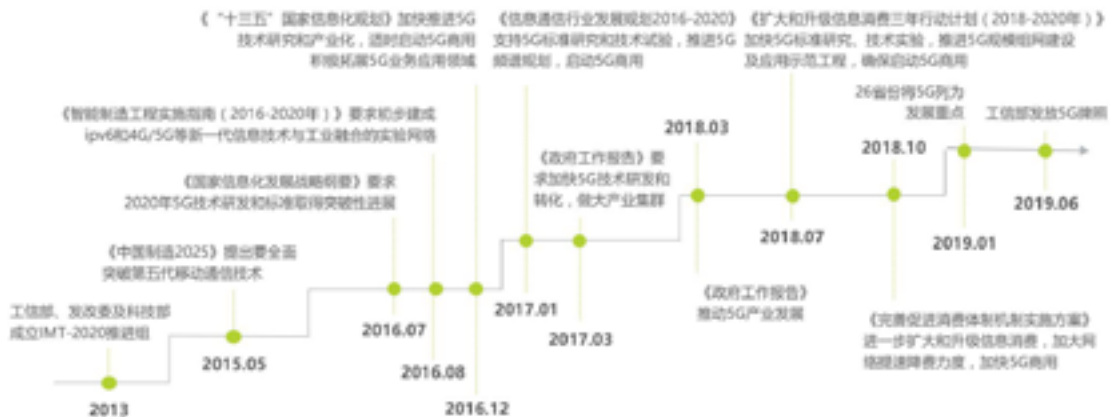 《“十三五”国家信息化规划》加快推进5G
技术研究和产业化，适时启动5G商用
积极拓展5G业务应用领域
《信息通信行业发展规划2016-2020》
支持5G标准研究和技术试验，推进5G
频谱规划，启动5G商用
《扩大和升级信息消费三年行动计划（2018-2020年）》
加快5G标准研究、技术实验，推进5G规模组网建设
及应用示范工程，确保启动5G商用
《智能制造工程实施指南（2016-2020年）》要求初步建成
ipv6和4G/5G等新一代信息技术与工业融合的实验网络
26省份将5G列为
发展重点
工信部发放5G牌照
2018.03
2018.10
《政府工作报告》要
求加快5G技术研发和
转化，做大产业集群
《国家信息化发展战略纲要》要求
2020年5G技术研发和标准取得突破性进展
2019.06
2018.07
2019.01
《中国制造2025》提出要全面
突破第五代移动通信技术
《政府工作报告》
推动5G产业发展
工信部、发改委及科技部
成立IMT-2020推进组
2017.01
2016.07
2017.03
《完善促进消费体制机制实施方案》
进一步扩大和升级信息消费，加大网
络提速降费力度，加快5G商用
2015.05
2016.08
2013
2016.12